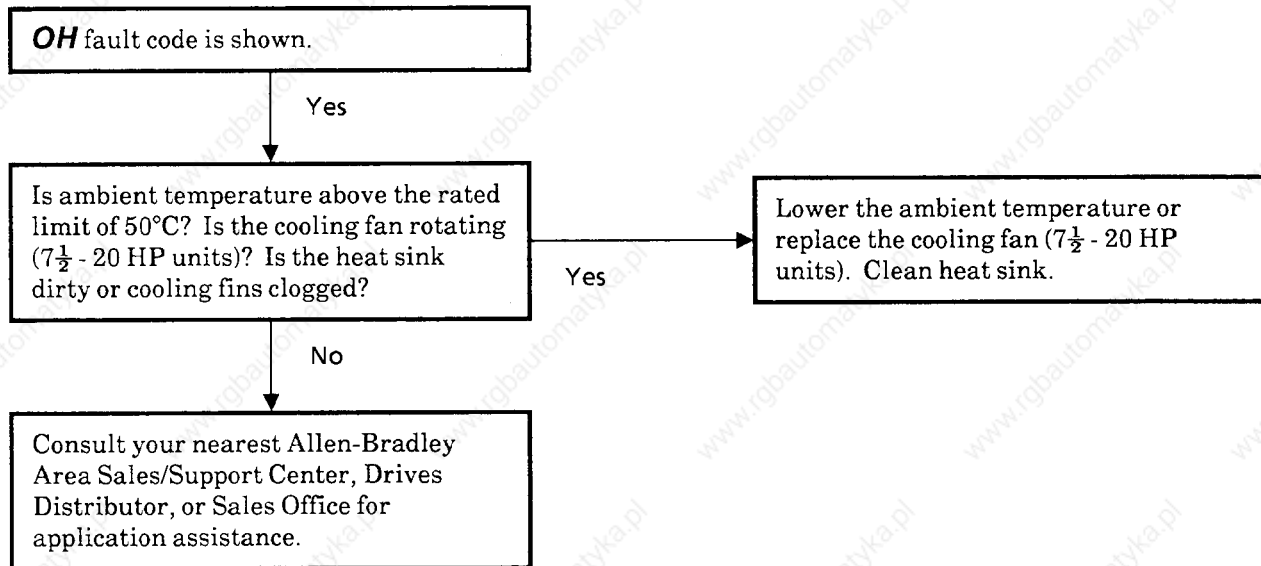 OH fault code is shown.
Yes
Is ambient temperature above the rated
limit of 50°C? Is the cooling fan rotating
(7½ - 20 HP units)? Is the heat sink
dirty or cooling fins clogged?
Yes
Lower the ambient temperature or
replace the cooling fan (7½ - 20 HP
units). Clean heat sink.
No
Consult your nearest Allen-Bradley
Area Sales/Support Center, Drives
Distributor, or Sales Office for
application assistance.
www.rgbautomatyka.pl